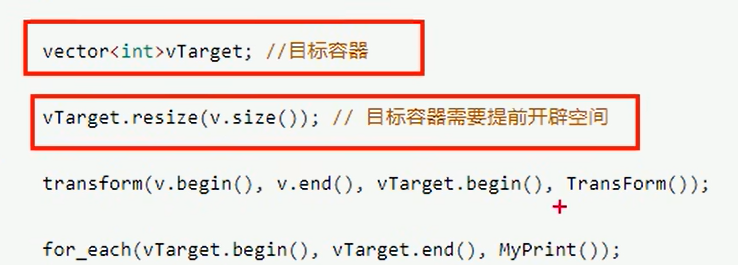 vector<int>vTarget; //目标容器
vTarget.resize(v.size()); // 目标容器需要提前开辟空间
transform(v.begin(), v.end(), vTarget.begin(), TransForm());
for_each(vTarget.begin(), vTarget.end(), MyPrint());